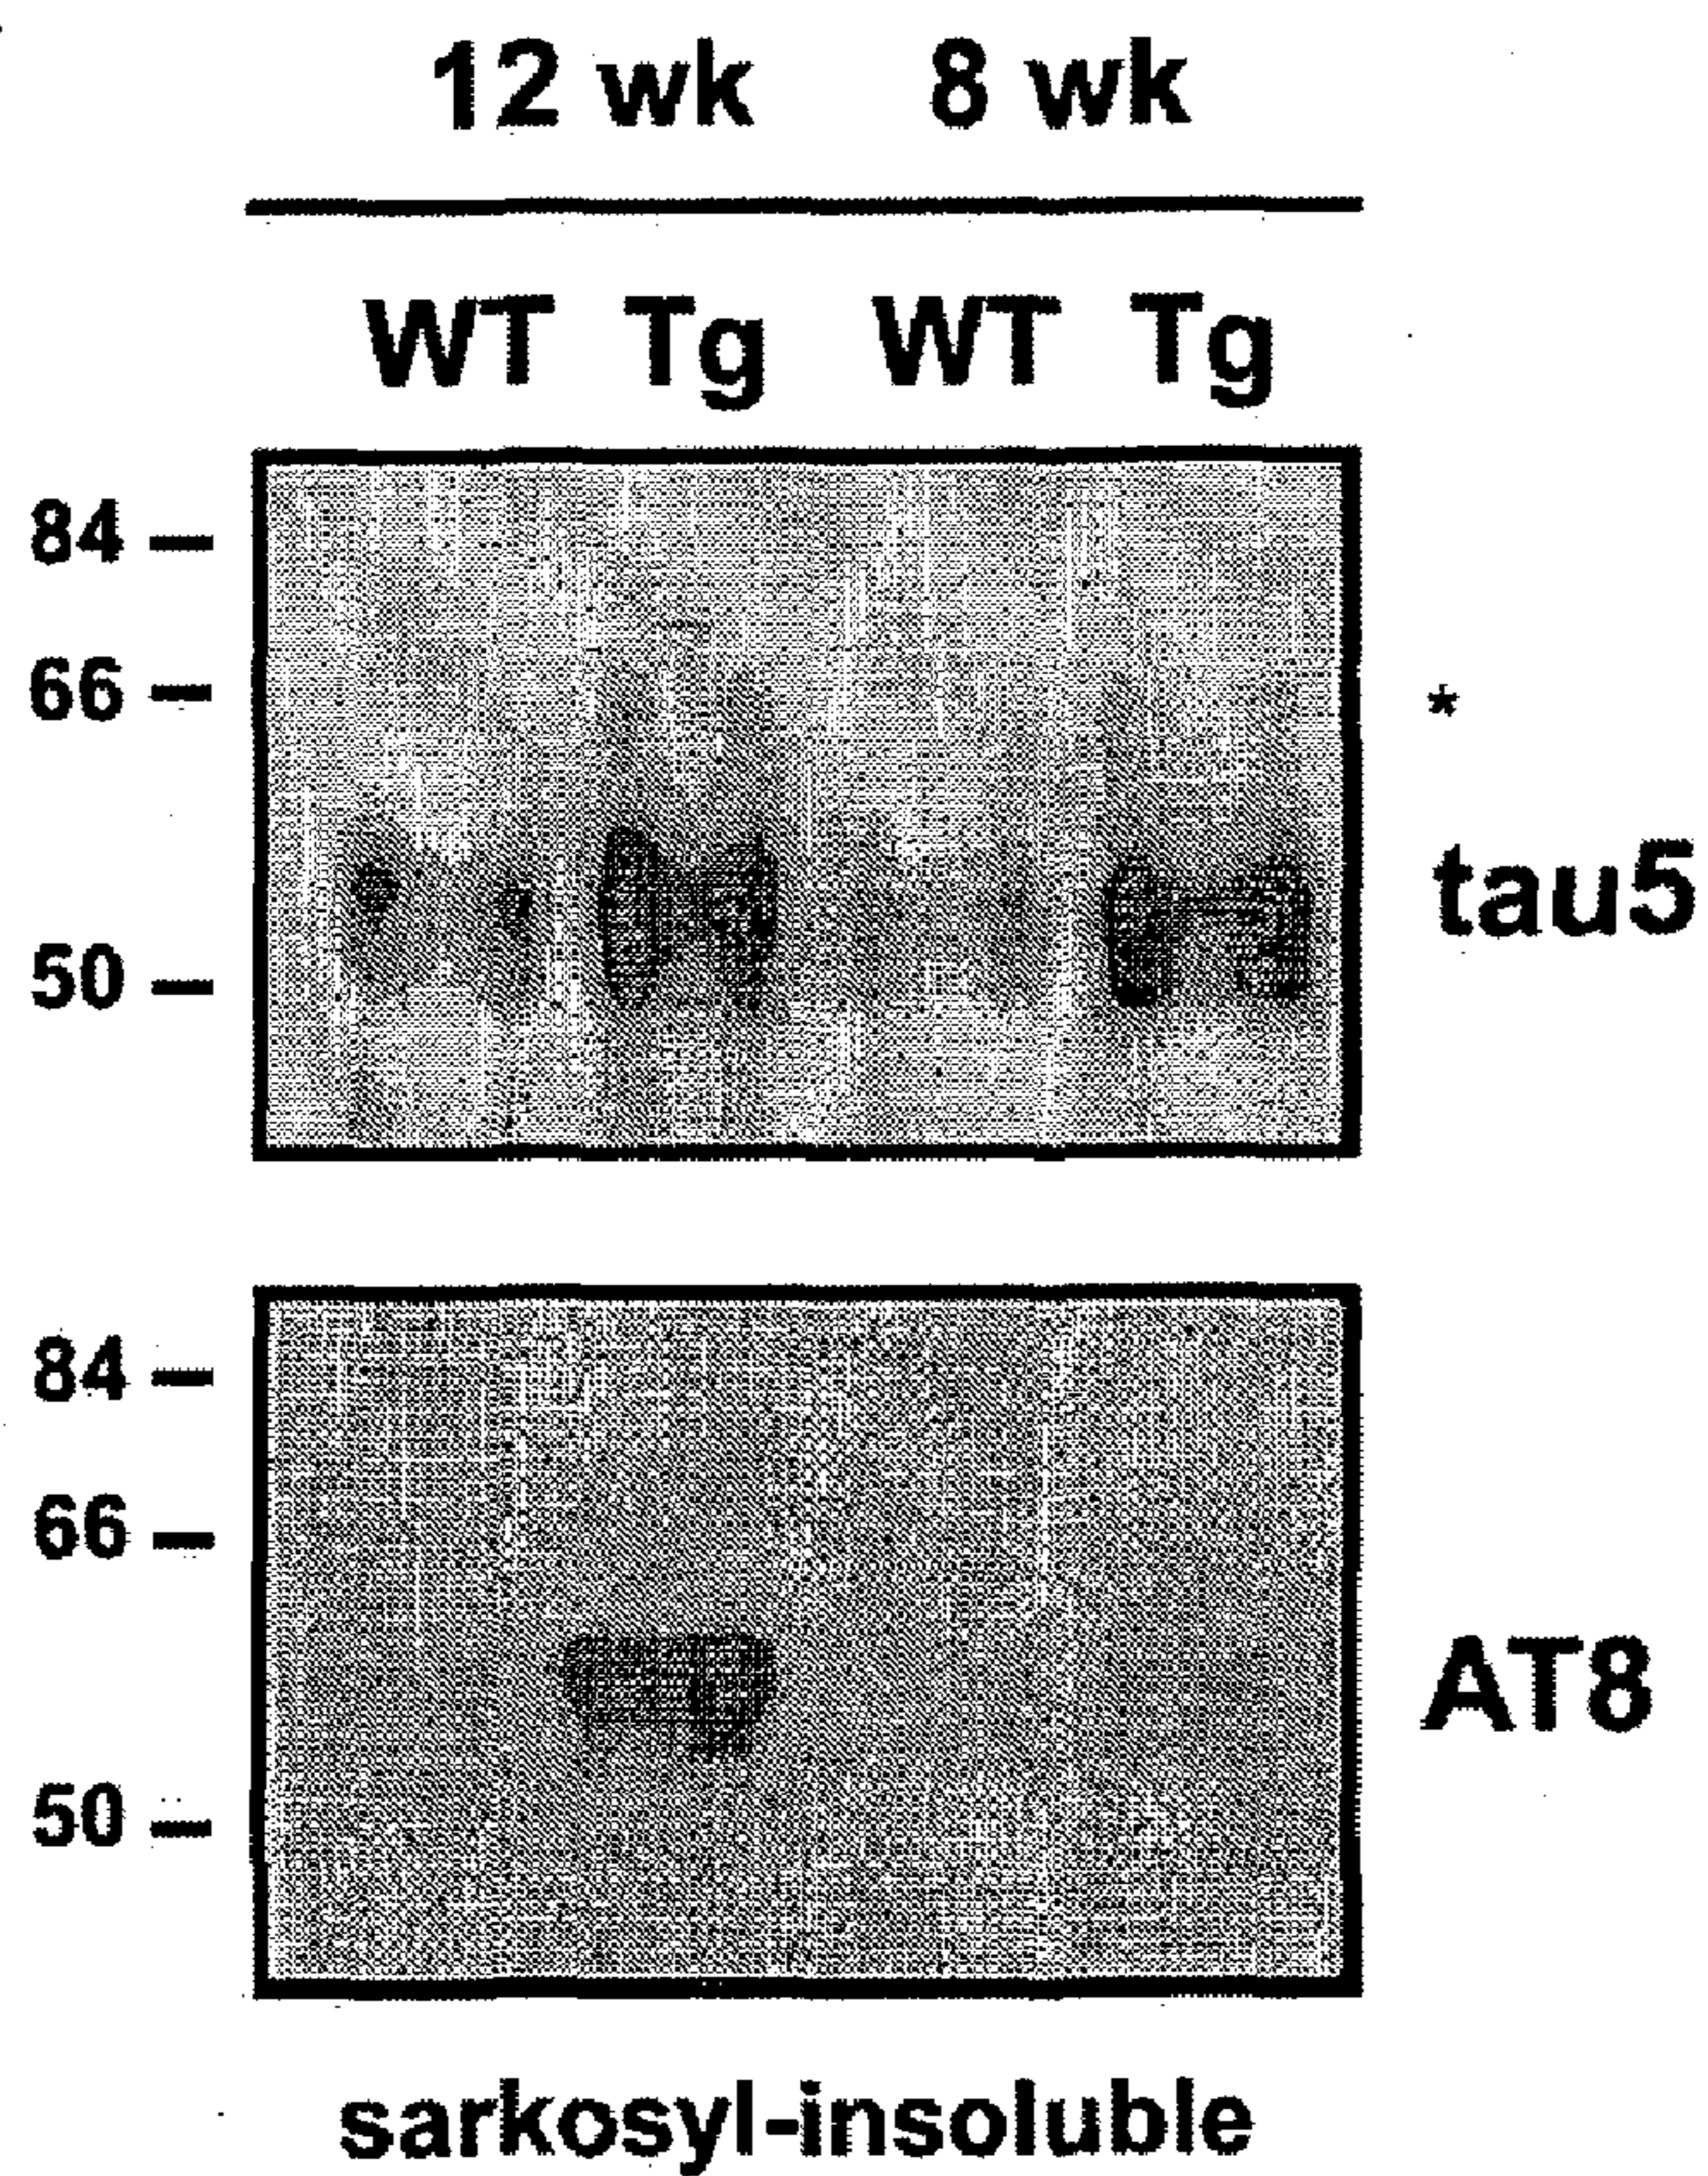 12 wk 8 wk
WT Tg WT Tg
84 –
66 –
*
tau5
50 –
84 –
66 –
AT8
50 –
sarkosyl-insoluble